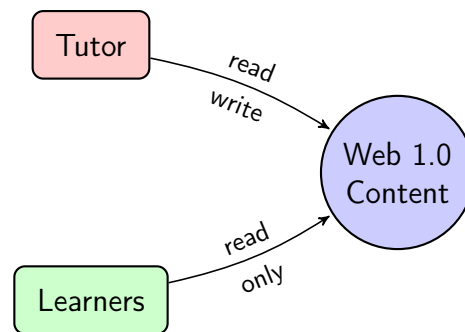 Tutor
read
write
Web 1.0
Content
read
only
Learners